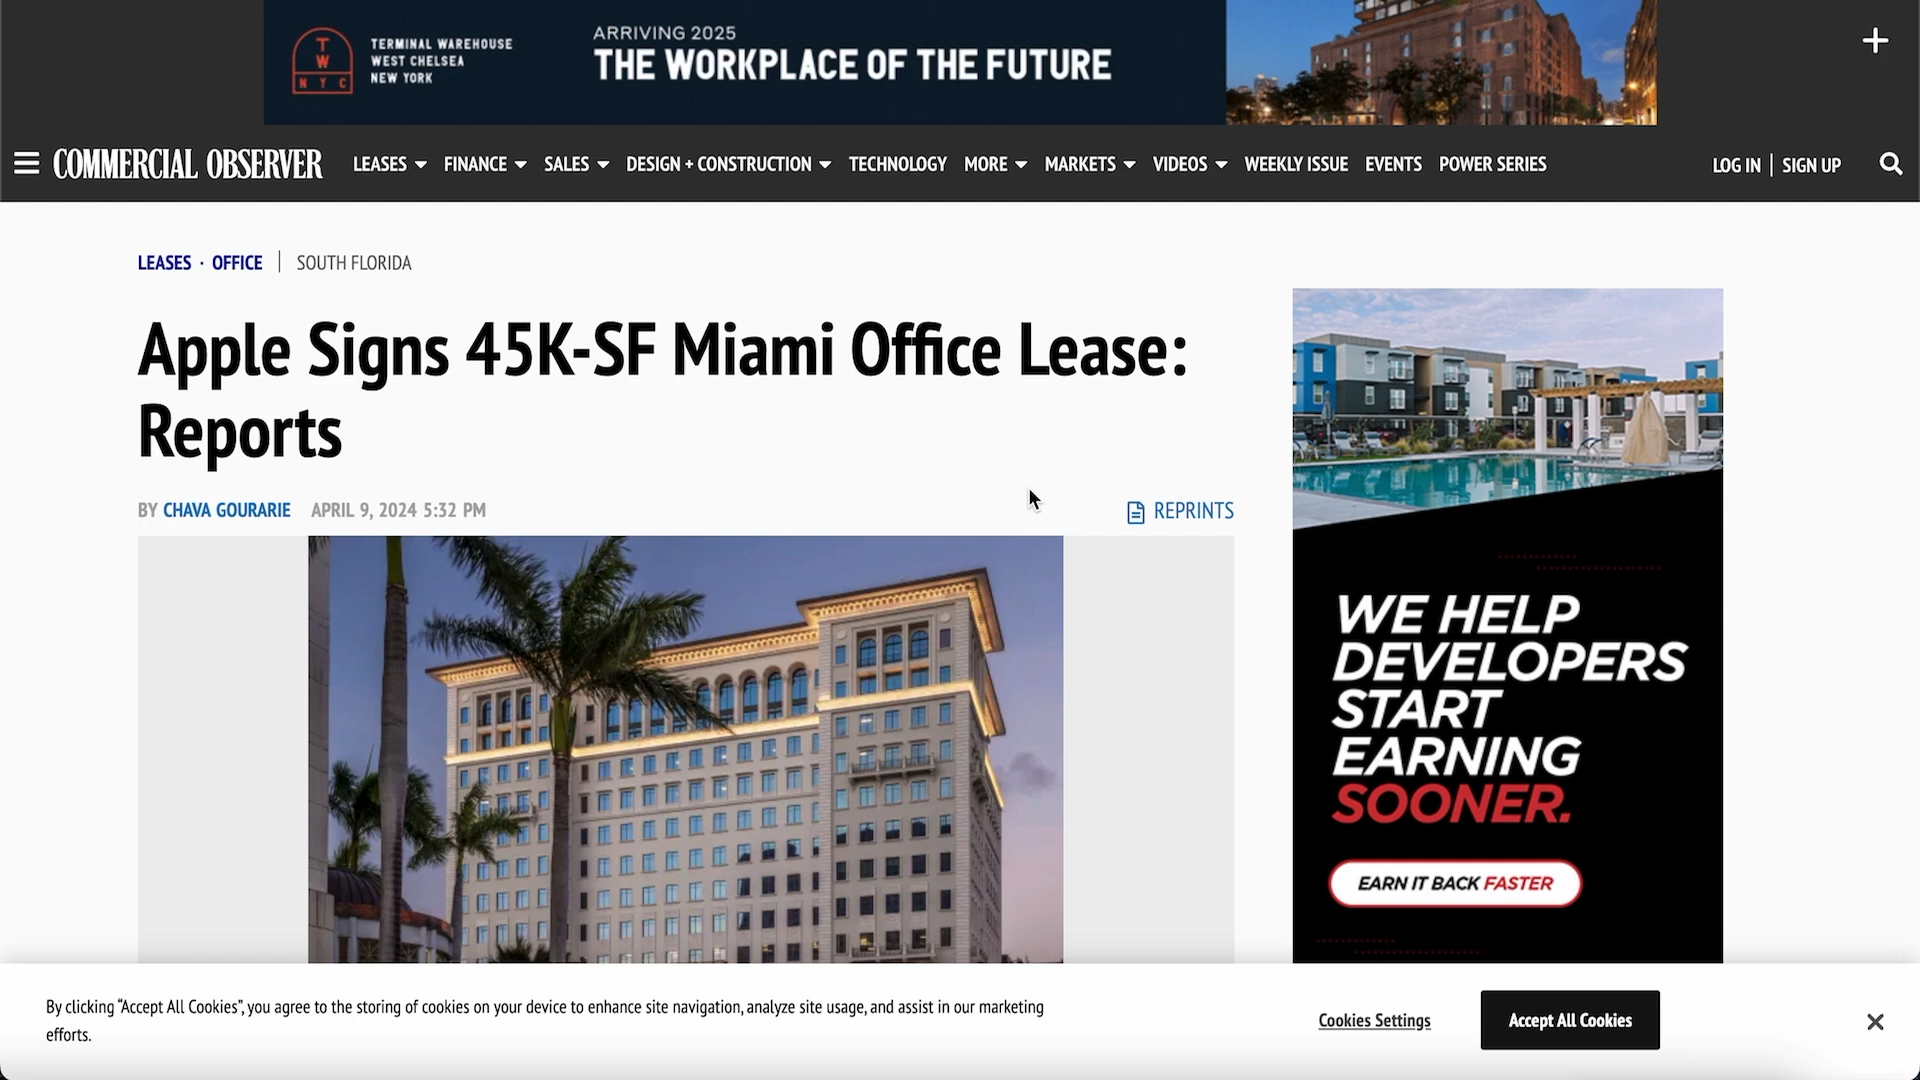 T
W
N Y C
TERMINAL WAREHOUSE
WEST CHELSEA
NEW YORK
ARRIVING 2025
THE WORKPLACE OF THE FUTURE
COMMERCIAL OBSERVER
LEASES
FINANCE
SALES
DESIGN + CONSTRUCTION
TECHNOLOGY
MORE
MARKETS
VIDEOS
WEEKLY ISSUE
EVENTS
POWER SERIES
LOG IN
SIGN UP
LEASES · OFFICE | SOUTH FLORIDA
Apple Signs 45K-SF Miami Office Lease:
Reports
BY CHAVA GOURARIE APRIL 9, 2024 5:32 PM
REPRINTS
WE HELP
DEVELOPERS
START
EARNING
SOONER.
EARN IT BACK FASTER
By clicking “Accept All Cookies”, you agree to the storing of cookies on your device to enhance site navigation, analyze site usage, and assist in our marketing
efforts.
Cookies Settings
Accept All Cookies